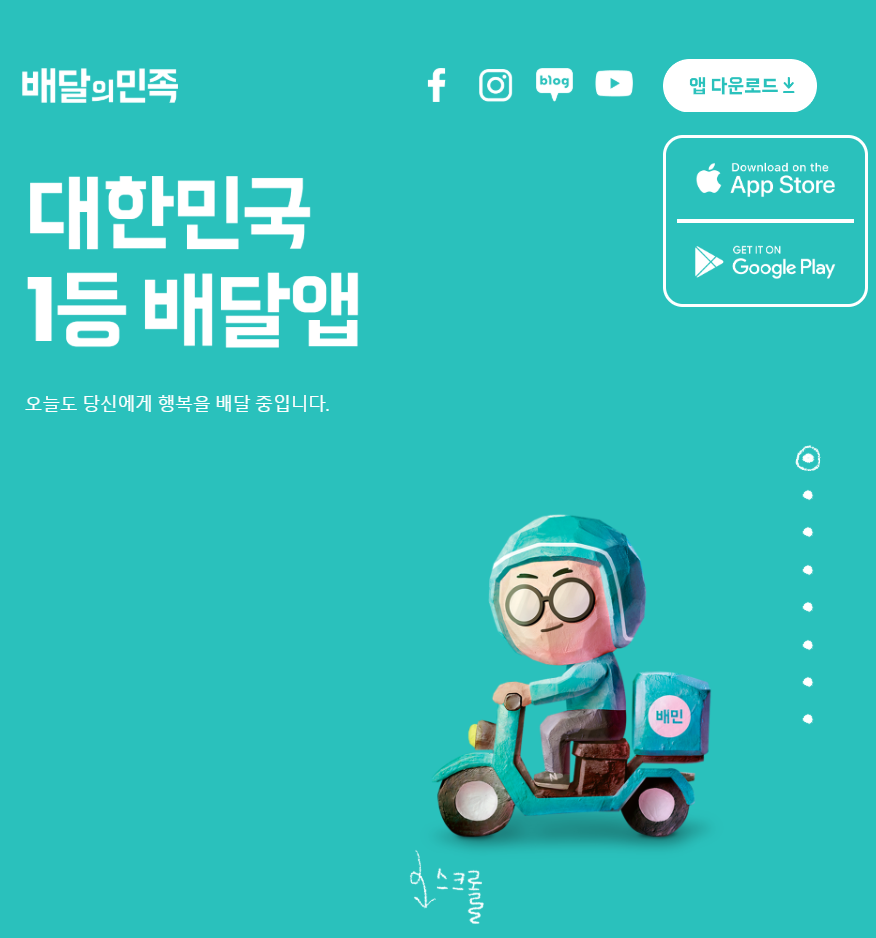 배달의민족
blog
앱 다운로드
Download on the
App Store
GET IT ON
Google Play
대한민국
1등 배달앱
오늘도 당신에게 행복을 배달 중입니다.
배민
스크롤